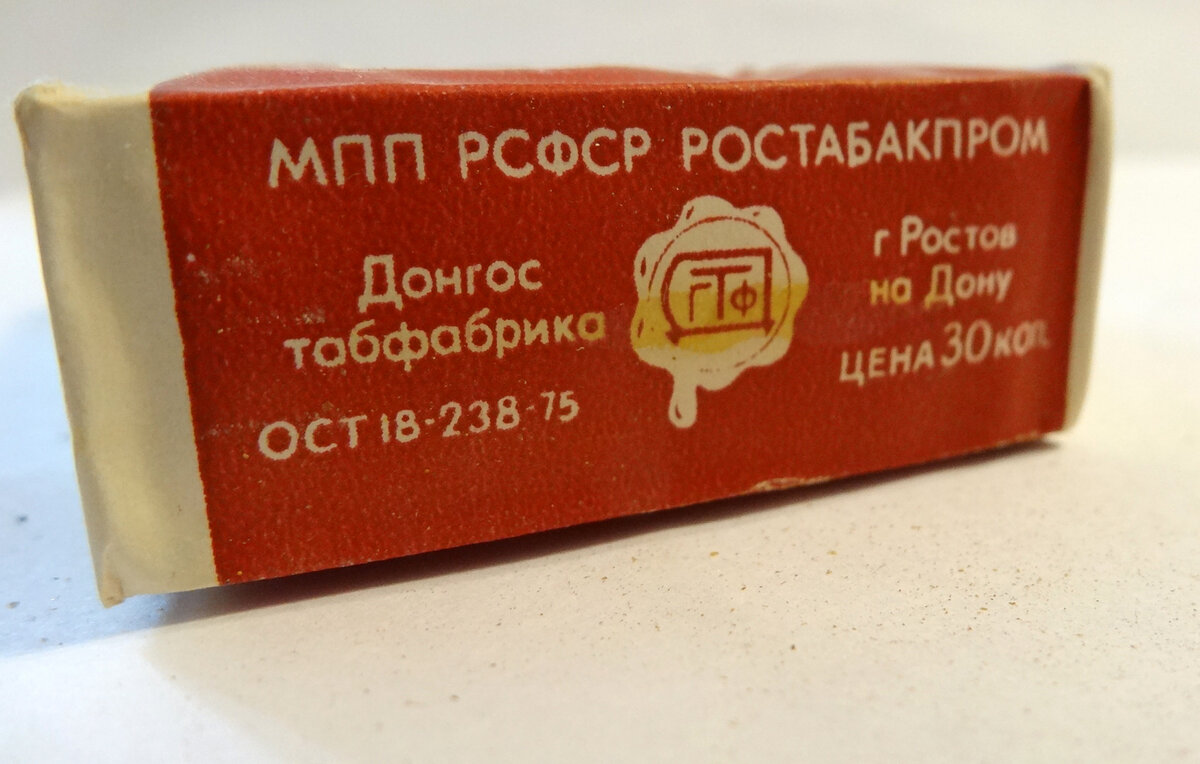 МПП РСФСР РОСТАБАКПРОМ
Донгос
табфабрика
ОСТ 18-238-75
ГТФ
г Ростов
на Дону
ЦЕНА 30 коп.